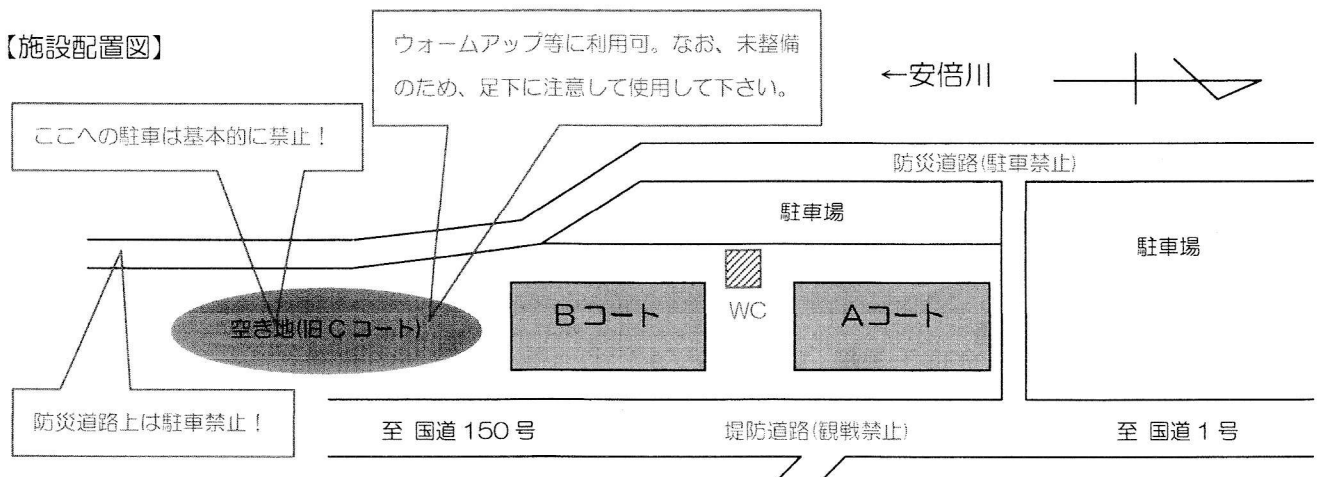 【施設配置図】
ウォームアップ等に利用可。なお、未整備
のため、足下に注意して使用して下さい。
←安倍川
ここへの駐車は基本的に禁止!
防災道路(駐車禁止)
駐車場
駐車場
空き地(旧Cコート)
Bコート
WC
Aコート
防災道路上は駐車禁止!
至 国道150号
堤防道路(観戦禁止)
至 国道1号